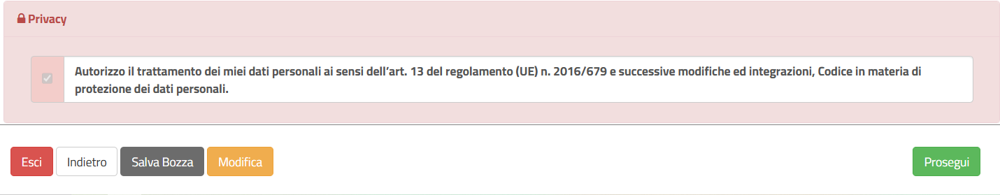 Privacy
Autorizzo il trattamento dei miei dati personali ai sensi dell'art. 13 del regolamento (UE) n. 2016/679 e successive modifiche ed integrazioni, Codice in materia di
protezione dei dati personali.
Esci Indietro Salva Bozza Modifica Prosegui